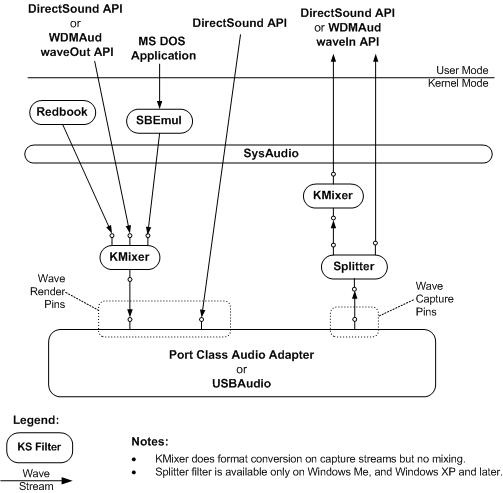 DirectSound API
or
WDMAud
waveOut API
MS DOS
Application
DirectSound API
DirectSound API
or WDMAud
waveIn API
User Mode
Kernel Mode
Redbook
SBEmul
SysAudio
KMixer
KMixer
Splitter
Wave
Render
Pins
Wave
Capture
Pins
Port Class Audio Adapter
or
USBAudio
Legend:
KS Filter
Wave
Stream
Notes:
• KMixer does format conversion on capture streams but no mixing.
• Splitter filter is available only on Windows Me, and Windows XP and later.